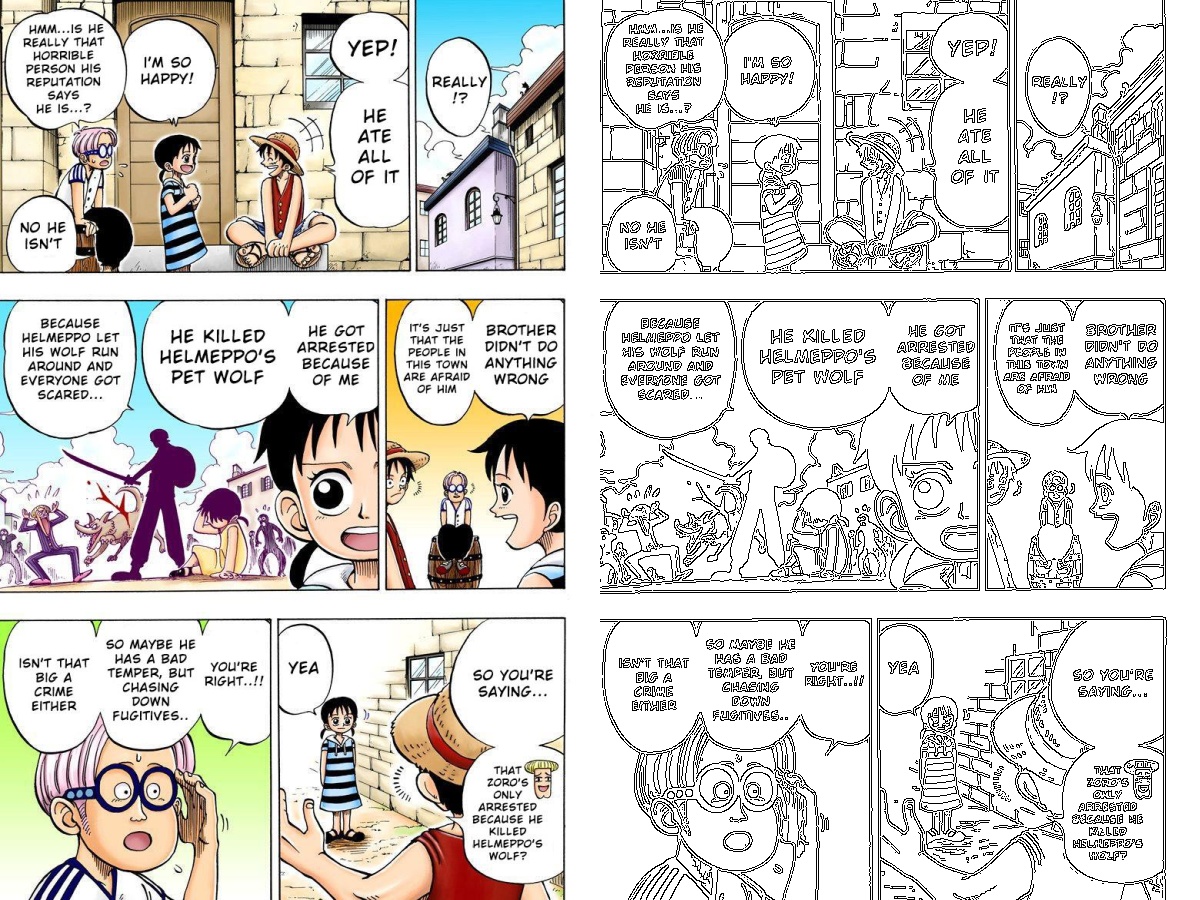 REALLY
!?
YEP!
HE
ATE
ALL
OF IT
I'M SO
HAPPY!
HMM...IS HE
REALLY THAT
HORRIBLE
PERSON HIS
REPUTATION
SAYS
HE IS...?
NO HE
ISN'T
BROTHER
DIDN'T DO
ANYTHING
WRONG
IT'S JUST
THAT THE
PEOPLE IN
THIS TOWN
ARE AFRAID
OF HIM
HE GOT
ARRESTED
BECAUSE
OF ME
HE KILLED
HELMEPPO'S
PET WOLF
BECAUSE
HELMEPPO LET
HIS WOLF RUN
AROUND AND
EVERYONE GOT
SCARED...
SO YOU'RE
SAYING...
THAT
ZORO'S
ONLY
ARRESTED
BECAUSE HE
KILLED
HELMEPPO'S
WOLF?
YEA
YOU'RE
RIGHT..!!
SO MAYBE HE
HAS A BAD
TEMPER, BUT
CHASING
DOWN
FUGITIVES..
ISN'T THAT
BIG A
CRIME
EITHER
REALLY
!?
YEP!
HE
ATE
ALL
OF IT
I'M SO
HAPPY!
HMM...IS HE
REALLY THAT
HORRIBLE
PERSON HIS
REPUTATION
SAYS
HE IS...?
NO HE
ISN'T
BROTHER
DIDN'T DO
ANYTHING
WRONG
IT'S JUST
THAT THE
PEOPLE IN
THIS TOWN
ARE AFRAID
OF HIM
HE GOT
ARRESTED
BECAUSE
OF ME
HE KILLED
HELMEPPO'S
PET WOLF
BECAUSE
HELMEPPO LET
HIS WOLF RUN
AROUND AND
EVERYONE GOT
SCARED...
SO YOU'RE
SAYING...
THAT
ZORO'S
ONLY
ARRESTED
BECAUSE HE
KILLED
HELMEPPO'S
WOLF?
YEA
YOU'RE
RIGHT..!!
SO MAYBE HE
HAS A BAD
TEMPER, BUT
CHASING
DOWN
FUGITIVES..
ISN'T THAT
BIG A
CRIME
EITHER